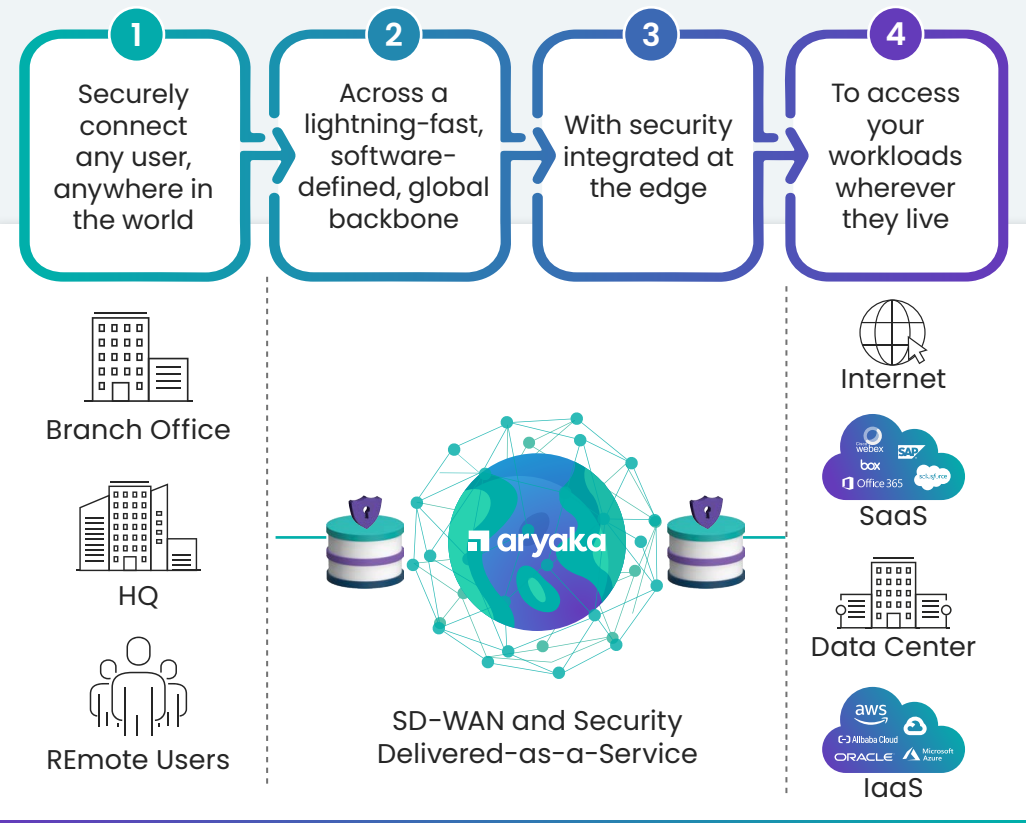 1
Securely
connect
any user,
anywhere in
the world
2
Across a
lightning-fast,
software-
defined, global
backbone
3
With security
integrated at
the edge
4
To access
your
workloads
wherever
they live
Branch Office
HQ
REmote Users
aryaka
SD-WAN and Security
Delivered-as-a-Service
Internet
Cisco
webex
SAP
box
Office 365
salesforce
SaaS
Data Center
aws
Alibaba Cloud
ORACLE
Microsoft
Azure
IaaS